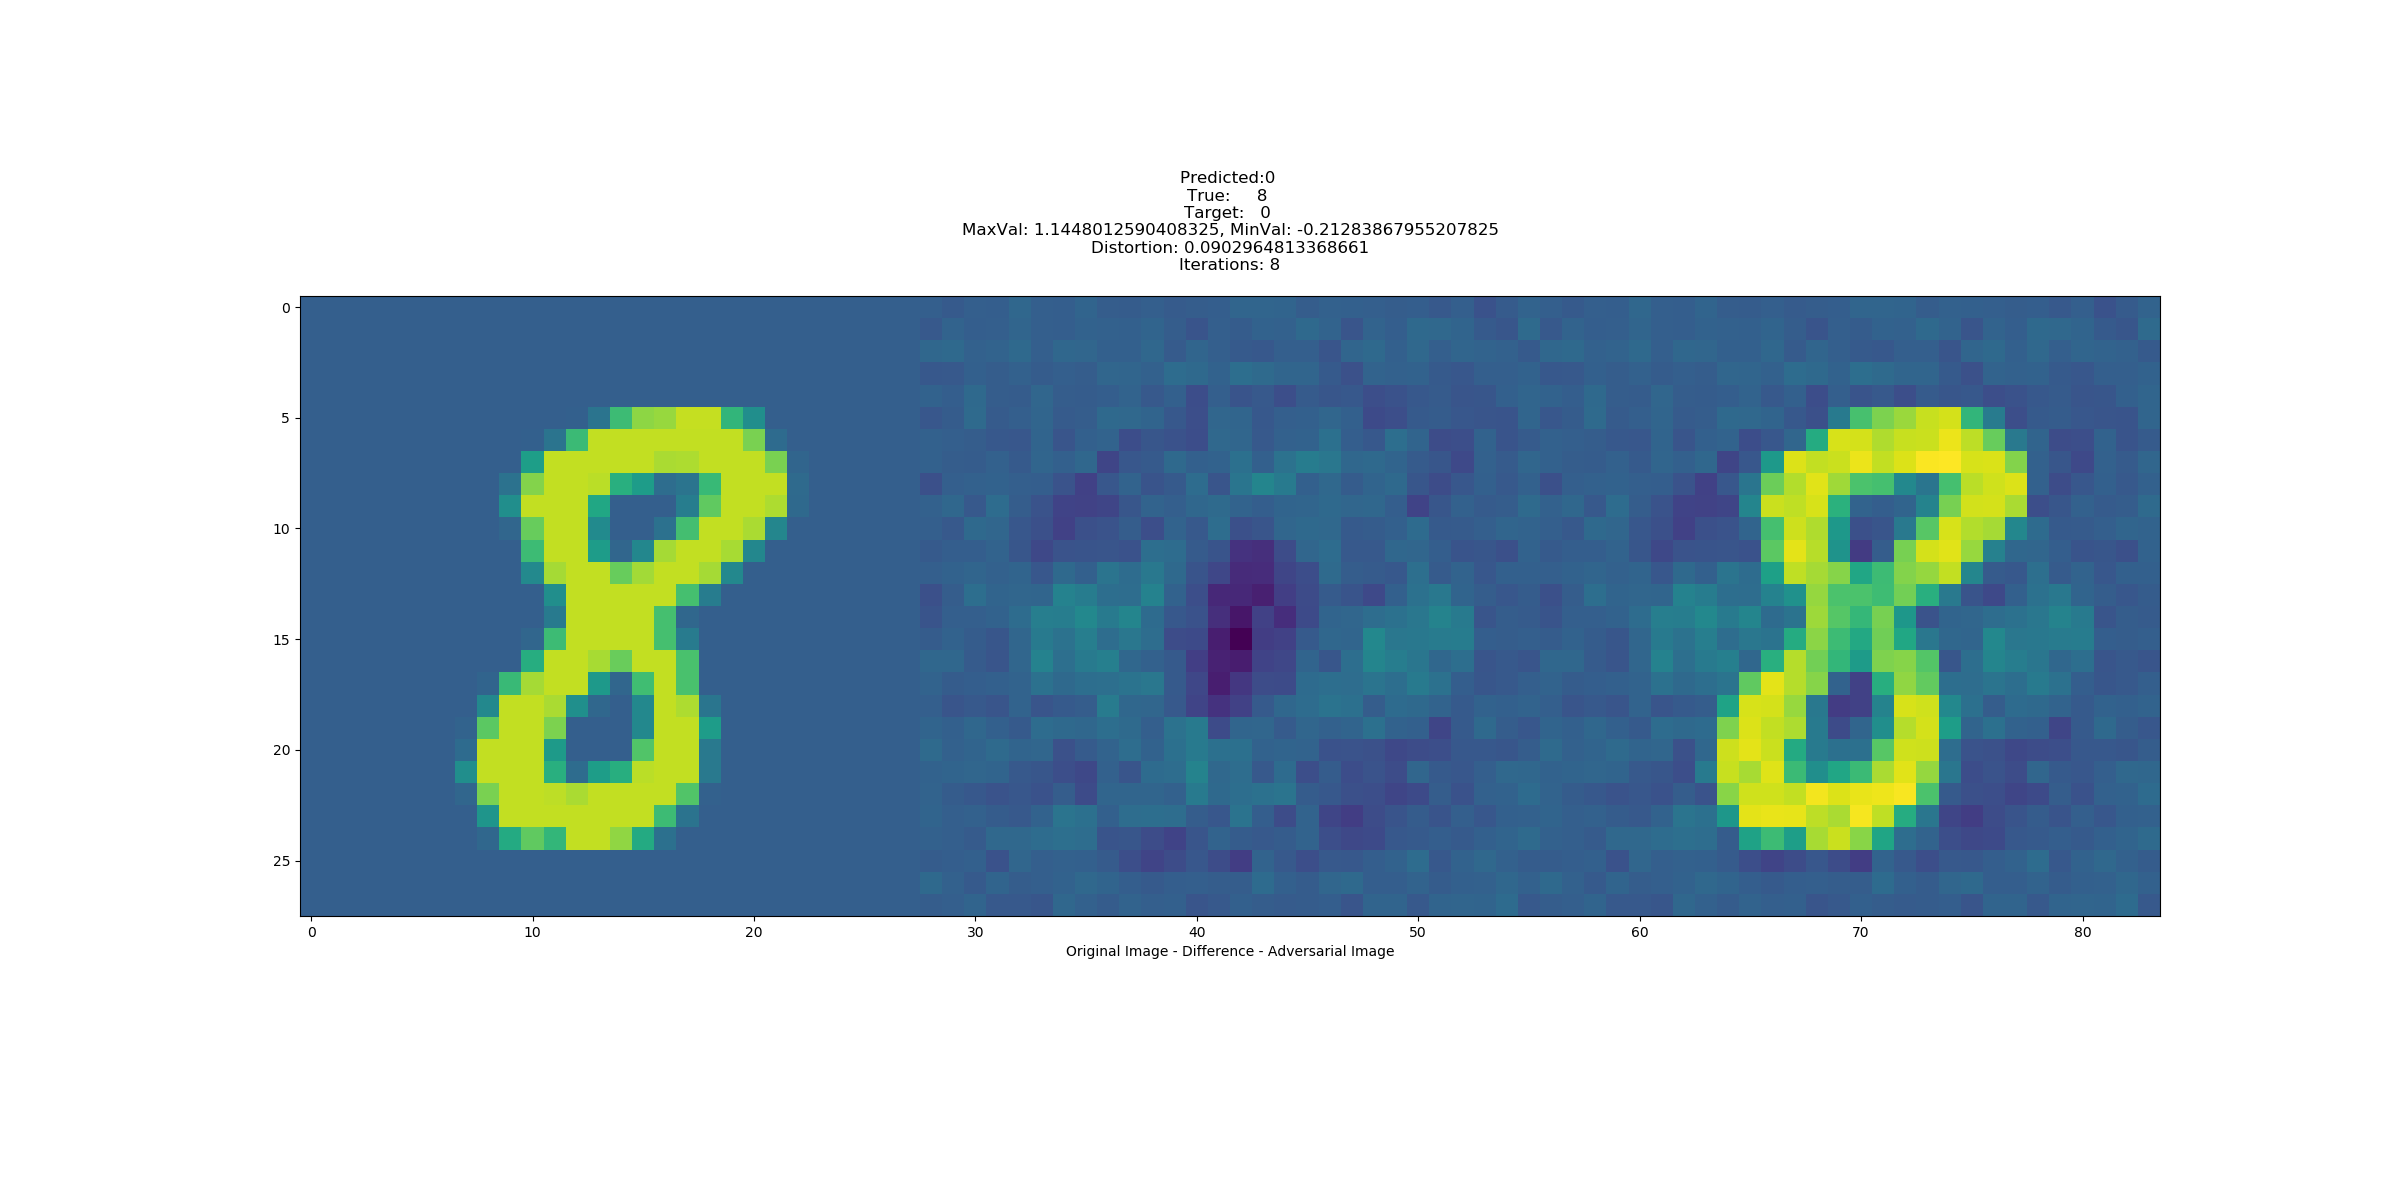 Predicted:0
True: 8
Target: 0
MaxVal: 1.1448012590408325, MinVal: -0.21283867955207825
Distortion: 0.0902964813368661
Iterations: 8
0
5
10
15
20
25
0 10 20 30 40 50 60 70 80
Original Image - Difference - Adversarial Image